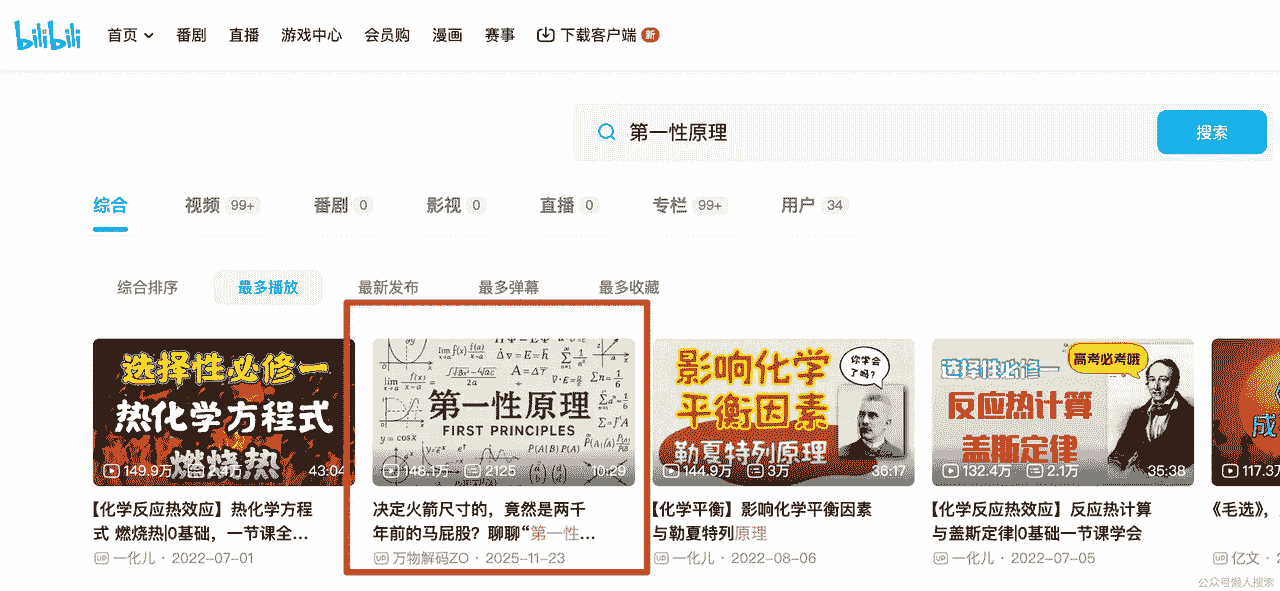 bilibili 首页 番剧 直播 游戏中心 会员购 漫画 赛事 下载客户端 新
第一性原理 搜索
综合 视频 99+ 番剧 0 影视 0 直播 0 专栏 99+ 用户 34
综合排序 最多播放 最新发布 最多弹幕 最多收藏
选择性必修一
热化学方程式
燃烧热
149.9万 2.4万 43:04
【化学反应热效应】热化学方程
式 燃烧热|0基础，一节课全...
UP 一化儿 · 2022-07-01
第一性原理
FIRST PRINCIPLES
148.1万 2125 10:29
决定火箭尺寸的，竟然是两千
年前的马屁股？聊聊“第一性...
UP 万物解码ZO · 2025-11-23
影响化学
平衡因素
勒夏特列原理
你学会
了吗？
144.9万 3万 36:17
【化学平衡】影响化学平衡因素
与勒夏特列原理
UP 一化儿 · 2022-08-06
选择性必修一
高考必考哦
反应热计算
盖斯定律
132.4万 2.1万 35:38
【化学反应热效应】反应热计算
与盖斯定律|0基础一节课学会
UP 一化儿 · 2022-07-05
117.3万
《毛选》，
UP 亿文 ·
公众号懒人搜索